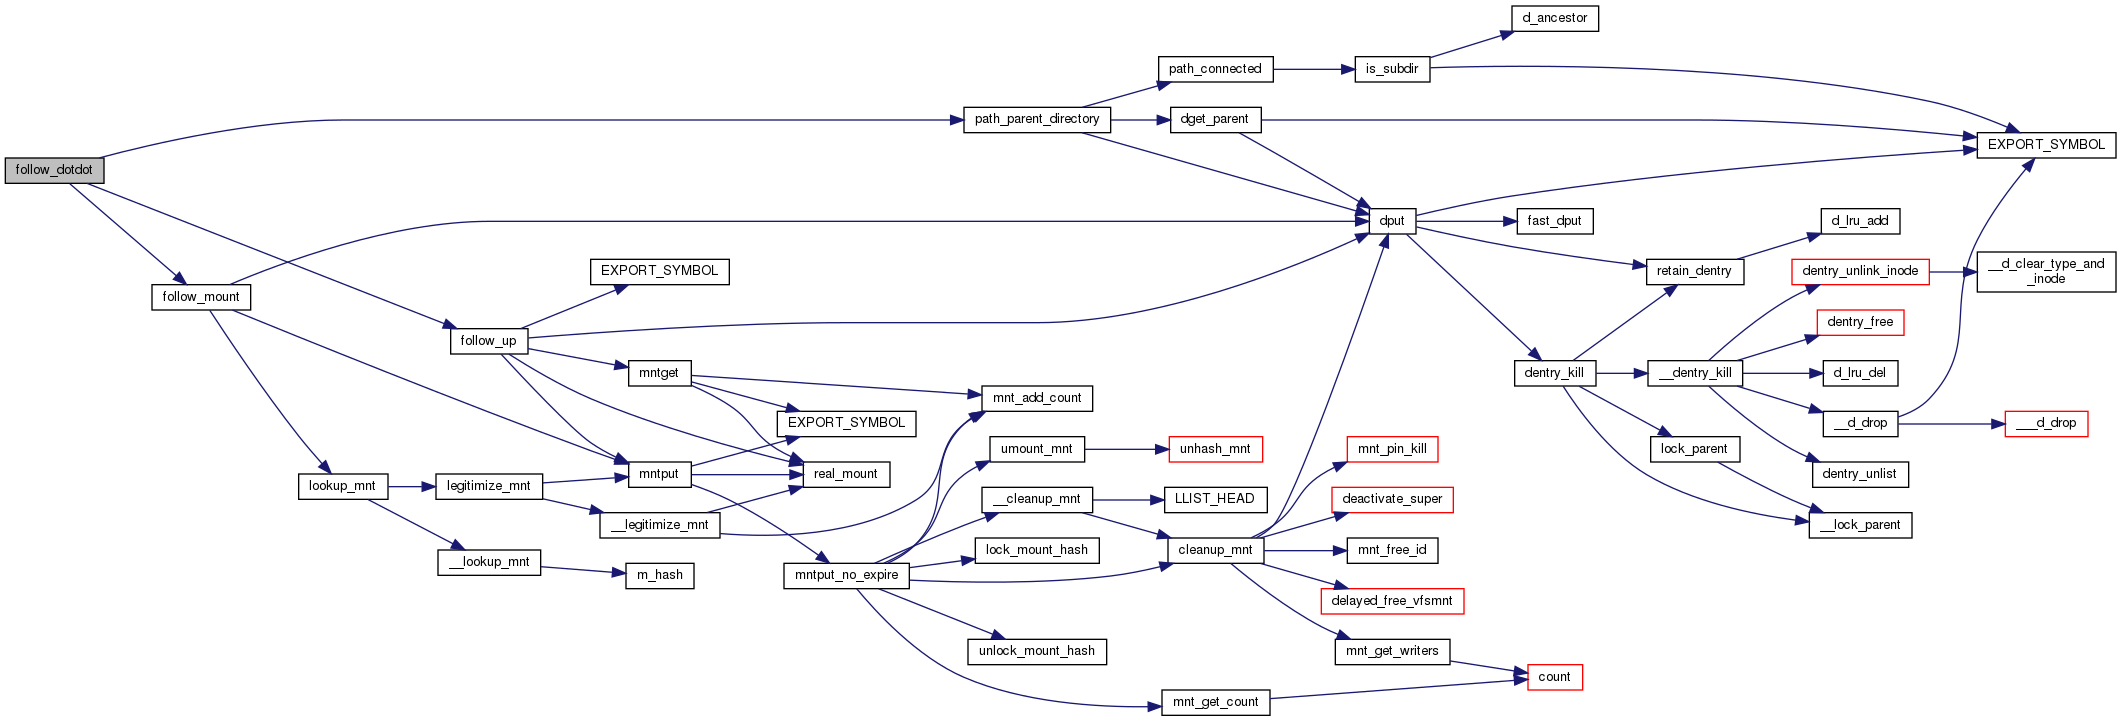 d_ancestor
path_connected
is_subdir
path_parent_directory
dget_parent
EXPORT_SYMBOL
follow_dotdot
dput
fast_dput
d_lru_add
EXPORT_SYMBOL
retain_dentry
dentry_unlink_inode
__d_clear_type_and
_inode
follow_mount
follow_up
dentry_free
mntget
dentry_kill
__dentry_kill
d_lru_del
mnt_add_count
EXPORT_SYMBOL
__d_drop
___d_drop
umount_mnt
unhash_mnt
mnt_pin_kill
lock_parent
mntput
real_mount
dentry_unlist
lookup_mnt
legitimize_mnt
__cleanup_mnt
LLIST_HEAD
deactivate_super
__legitimize_mnt
__lock_parent
lock_mount_hash
cleanup_mnt
mnt_free_id
__lookup_mnt
m_hash
mntput_no_expire
delayed_free_vfsmnt
unlock_mount_hash
mnt_get_writers
count
mnt_get_count